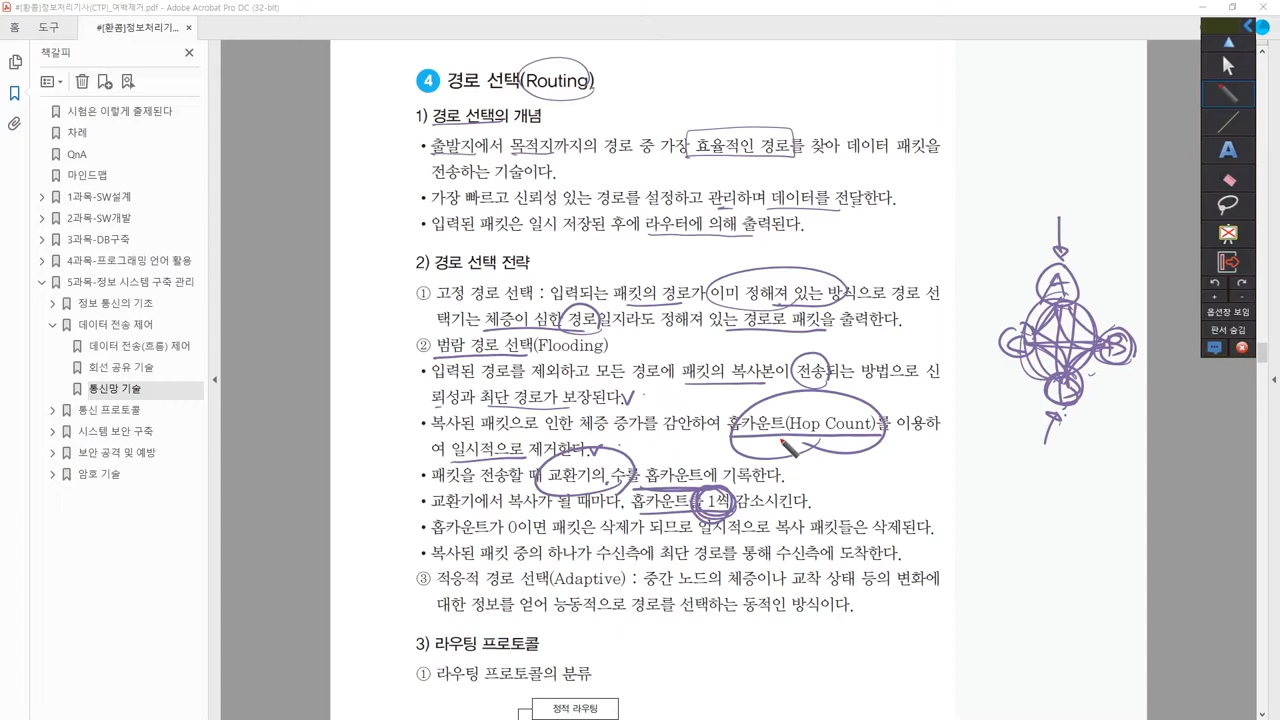 #[환콤]정보처리기사(CTP)_여백제거.pdf - Adobe Acrobat Pro DC (32-bit)
홈 도구 #[환콤]정보처리기... ×
책갈피
시험은 이렇게 출제된다
차례
QnA
마인드맵
1과목-SW설계
2과목-SW개발
3과목-DB구축
4과목-프로그래밍 언어 활용
5과목-정보 시스템 구축 관리
정보 통신의 기초
데이터 전송 제어
데이터 전송(흐름) 제어
회선 공유 기술
통신망 기술
통신 프로토콜
시스템 보안 구축
보안 공격 및 예방
암호 기술
4 경로 선택(Routing)
1) 경로 선택의 개념
• 출발지에서 목적지까지의 경로 중 가장 효율적인 경로를 찾아 데이터 패킷을
전송하는 기술이다.
• 가장 빠르고 신뢰성 있는 경로를 설정하고 관리하며 데이터를 전달한다.
• 입력된 패킷은 일시 저장된 후에 라우터에 의해 출력된다.
2) 경로 선택 전략
① 고정 경로 선택 : 입력되는 패킷의 경로가 이미 정해져 있는 방식으로 경로 선
택기는 체증이 심한 경로일지라도 정해져 있는 경로로 패킷을 출력한다.
② 범람 경로 선택(Flooding)
• 입력된 경로를 제외하고 모든 경로에 패킷의 복사본이 전송되는 방법으로 신
뢰성과 최단 경로가 보장된다.
• 복사된 패킷으로 인한 체증 증가를 감안하여 홉카운트(Hop Count)를 이용하
여 일시적으로 제거한다.
• 패킷을 전송할 때 교환기의 수를 홉카운트에 기록한다.
• 교환기에서 복사가 될 때마다, 홉카운트를 1씩 감소시킨다.
• 홉카운트가 0이면 패킷은 삭제가 되므로 일시적으로 복사 패킷들은 삭제된다.
• 복사된 패킷 중의 하나가 수신측에 최단 경로를 통해 수신측에 도착한다.
③ 적응적 경로 선택(Adaptive) : 중간 노드의 체증이나 교착 상태 등의 변화에
대한 정보를 얻어 능동적으로 경로를 선택하는 동적인 방식이다.
3) 라우팅 프로토콜
① 라우팅 프로토콜의 분류
정적 라우팅
A
C B
A
옵션창 보임
판서 숨김